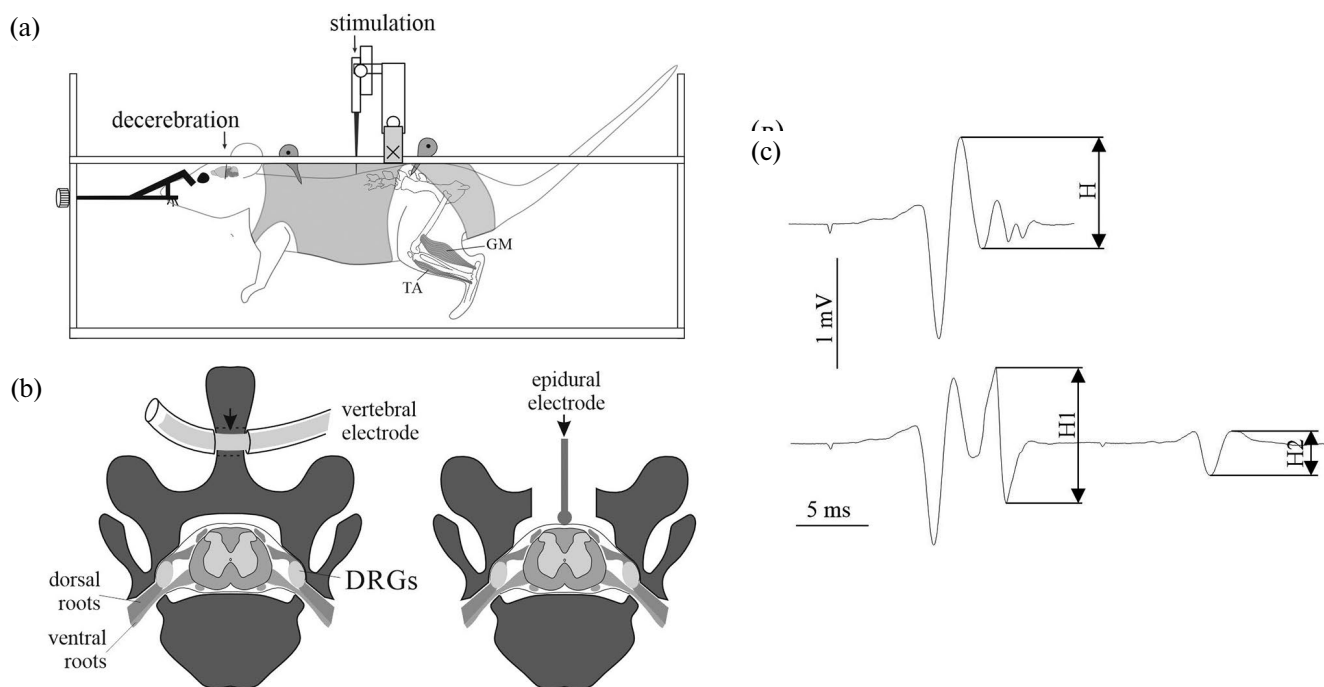 (a)
stimulation
decerebration
GM
TA
(b)
vertebral
electrode
epidural
electrode
dorsal
roots
ventral
roots
DRGs
(c)
H
1 mV
H1
H2
5 ms